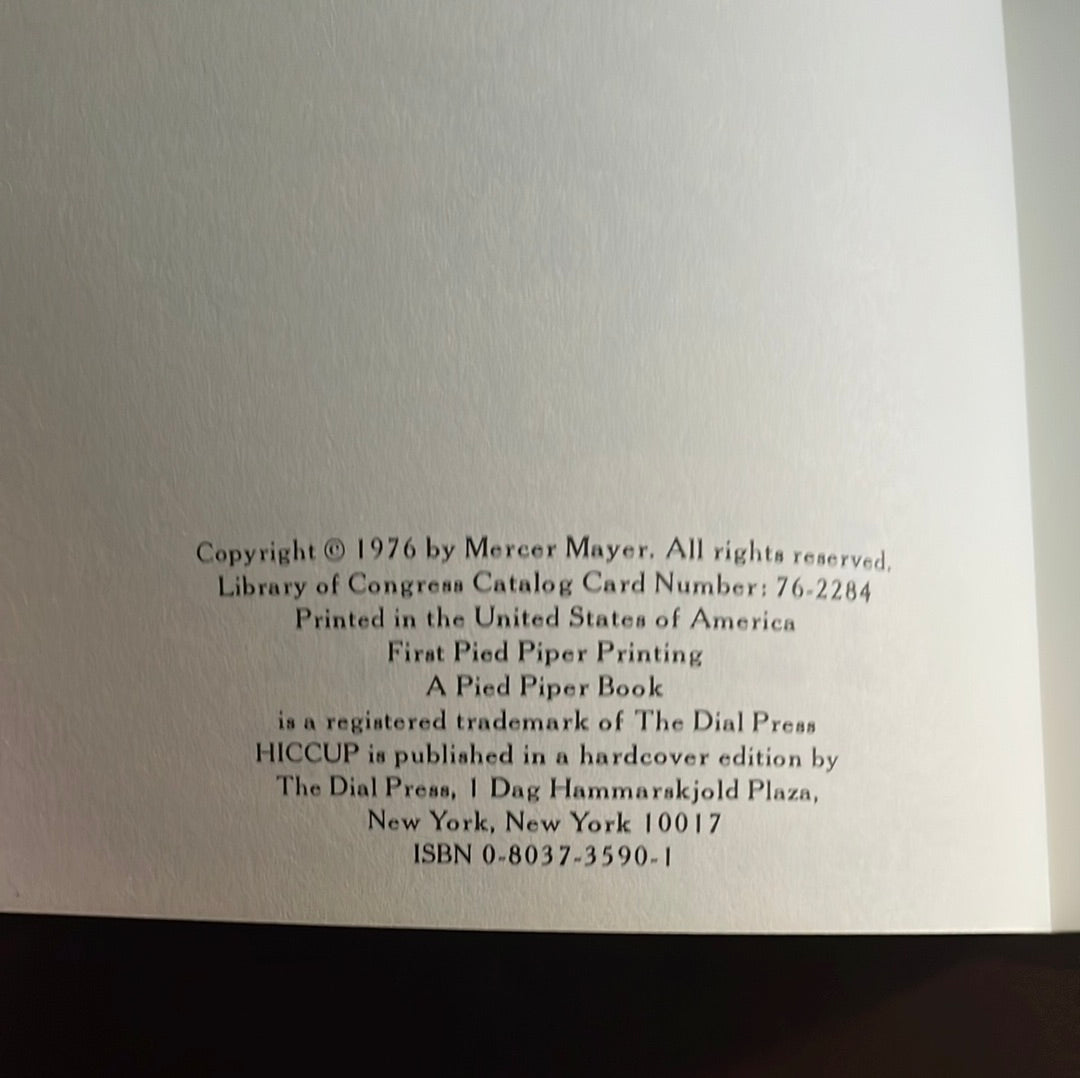 Copyright © 1976 by Mercer Mayer. All rights reserved.
Library of Congress Catalog Card Number: 76-2284
Printed in the United States of America
First Pied Piper Printing
A Pied Piper Book
is a registered trademark of The Dial Press
HICCUP is published in a hardcover edition by
The Dial Press, 1 Dag Hammarskjold Plaza,
New York, New York 10017
ISBN 0-8037-3590-1